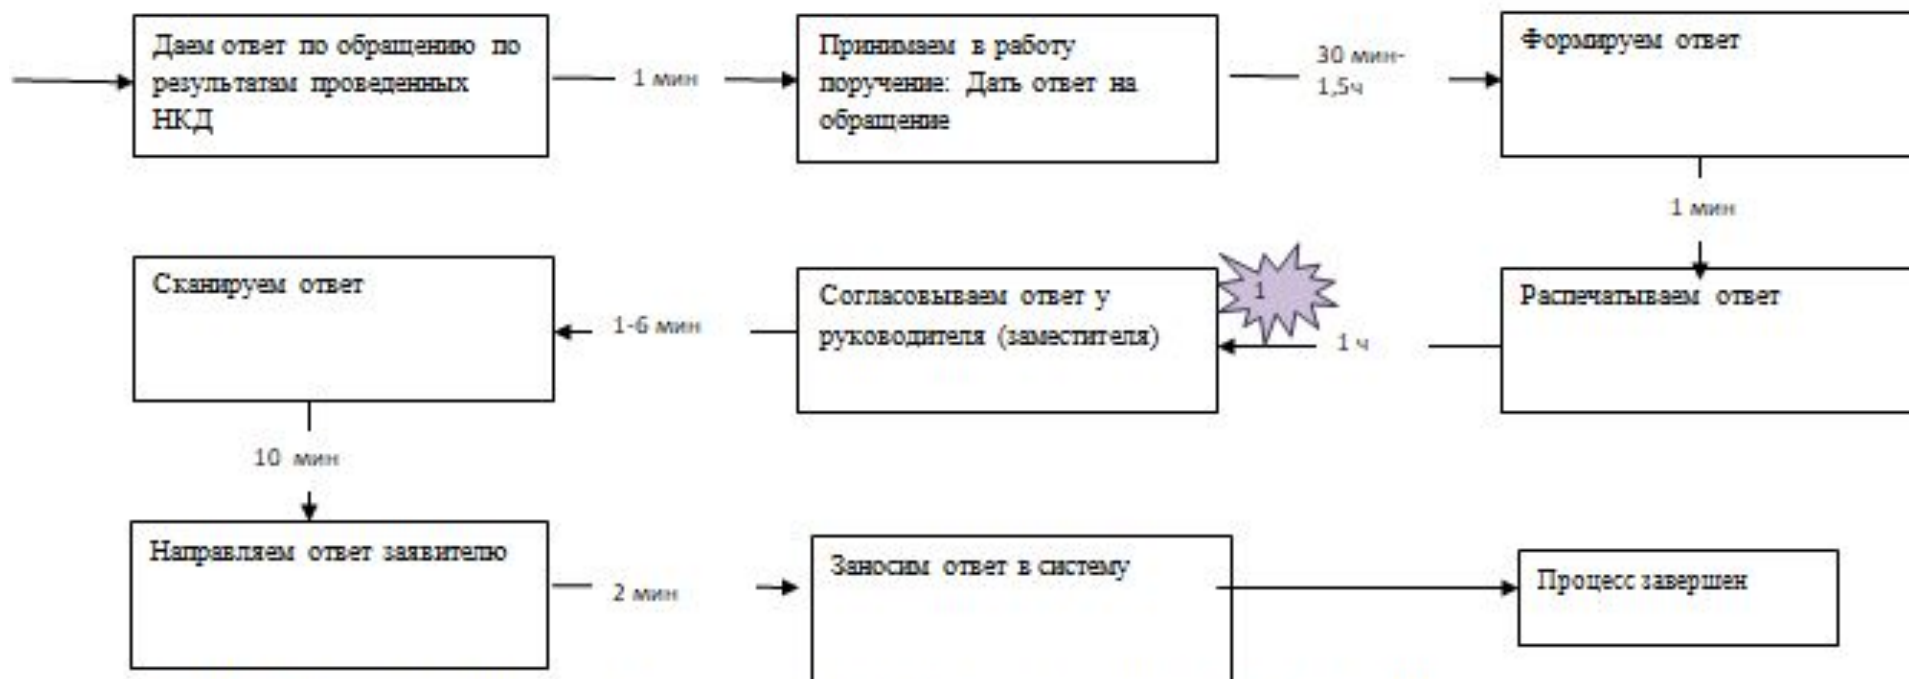 Даем ответ по обращению по
результатам проведенных
НКД
1 мин
Принимаем в работу
поручение: Дать ответ на
обращение
30 мин-
1,5ч
Формируем ответ
1 мин
Распечатываем ответ
1 ч
1
Согласовываем ответ у
руководителя (заместителя)
1-6 мин
Сканируем ответ
10 мин
Направляем ответ заявителю
2 мин
Заносим ответ в систему
Процесс завершен